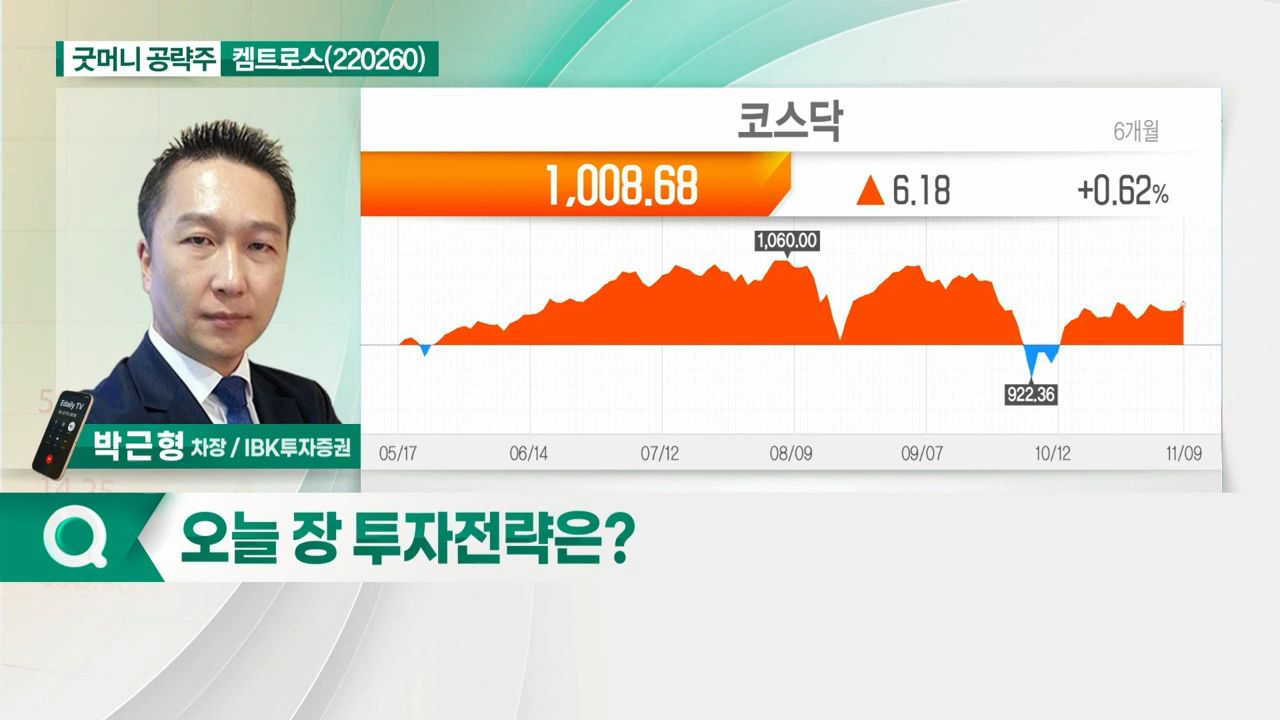 굿머니 공략주 켐트로스(220260)
코스닥
6개월
1,008.68 ▲ 6.18 +0.62%
1,060.00
922.36
05/17 06/14 07/12 08/09 09/07 10/12 11/09
Edaily TV
박근형 차장 / IBK투자증권
오늘 장 투자전략은?